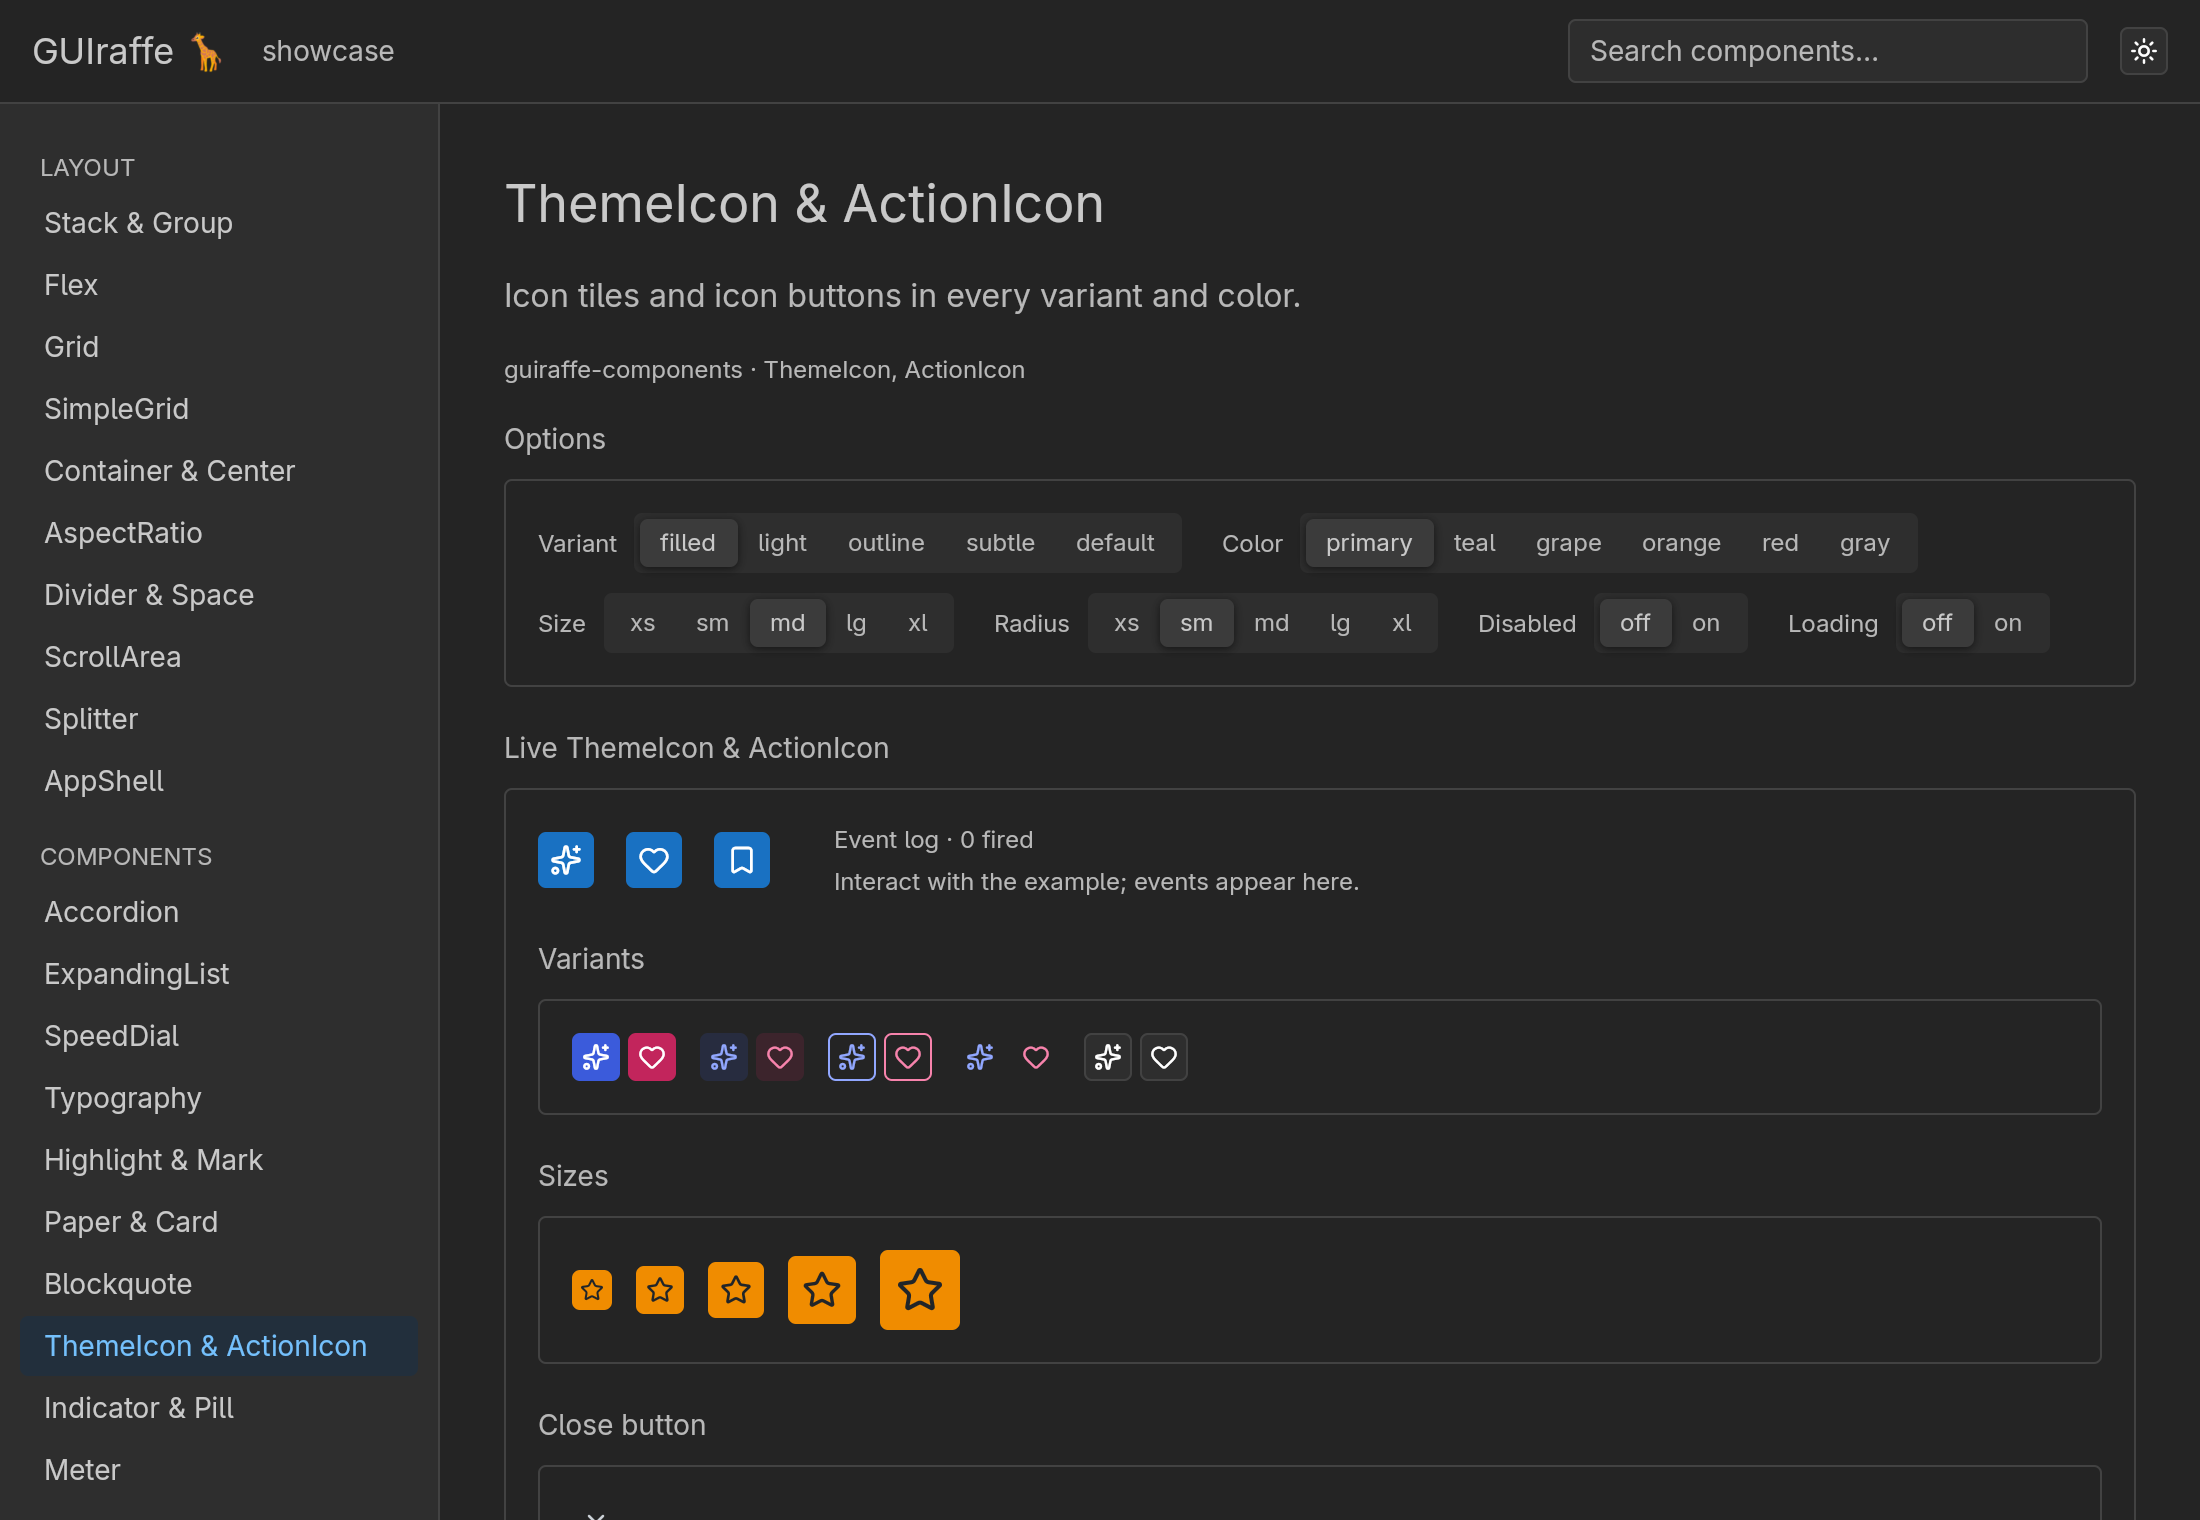 GUIraffe 🦒 showcase Search components...
LAYOUT
Stack & Group
Flex
Grid
SimpleGrid
Container & Center
AspectRatio
Divider & Space
ScrollArea
Splitter
AppShell
COMPONENTS
Accordion
ExpandingList
SpeedDial
Typography
Highlight & Mark
Paper & Card
Blockquote
ThemeIcon & ActionIcon
Indicator & Pill
Meter
ThemeIcon & ActionIcon
Icon tiles and icon buttons in every variant and color.
guiraffe-components · ThemeIcon, ActionIcon
Options
Variant filled light outline subtle default Color primary teal grape orange red gray
Size xs sm md lg xl Radius xs sm md lg xl Disabled off on Loading off on
Live ThemeIcon & ActionIcon
Event log · 0 fired
Interact with the example; events appear here.
Variants
Sizes
Close button